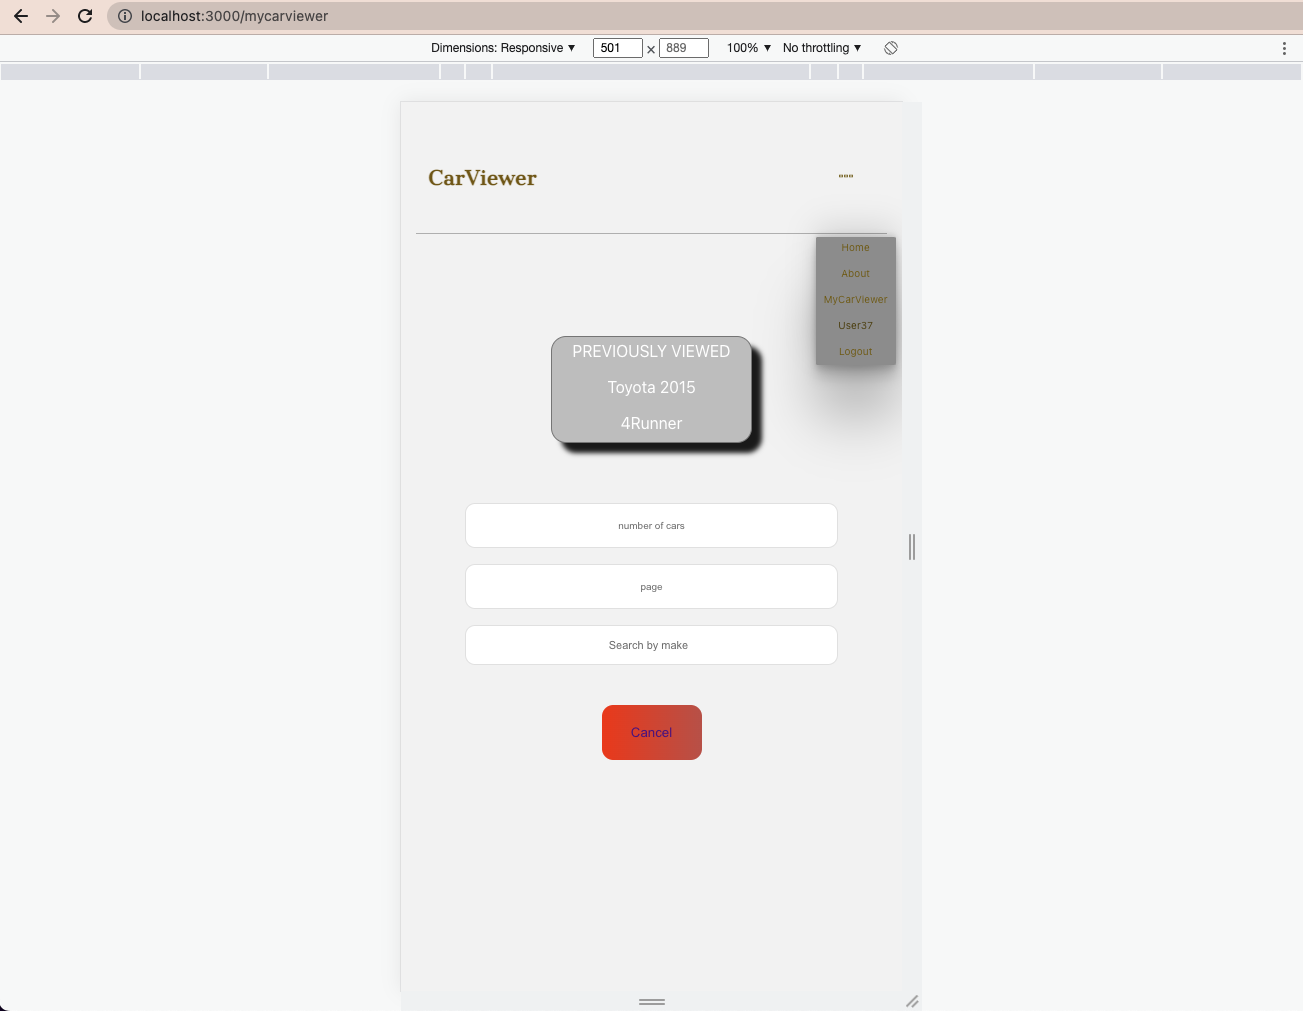 localhost:3000/mycarviewer
Dimensions: Responsive ▼ 501 × 889 100% ▼ No throttling ▼
CarViewer
Home
About
MyCarViewer
User37
Logout
PREVIOUSLY VIEWED
Toyota 2015
4Runner
number of cars
page
Search by make
Cancel